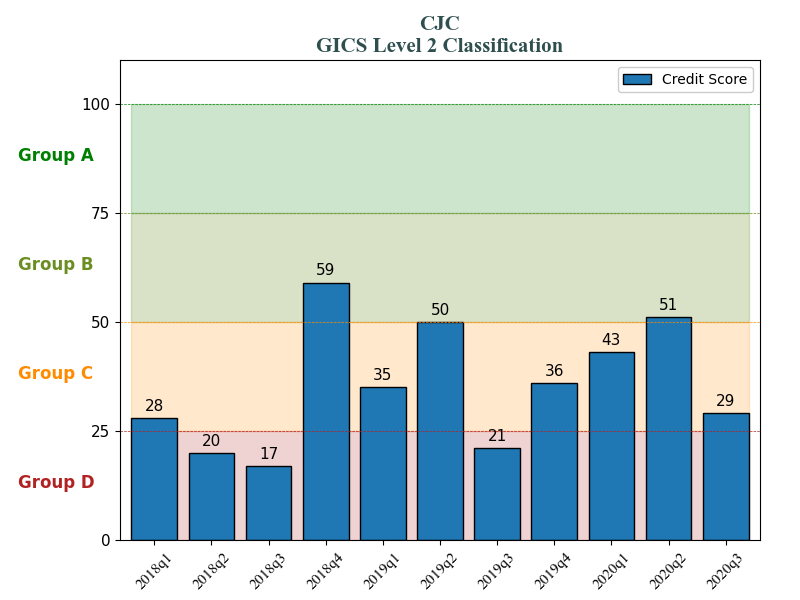 CJC
GICS Level 2 Classification
Credit Score
100
Group A
75
Group B
59
51
50
50
43
Group C
36
35
29
28
25
21
20
17
Group D
0
2018q1 2018q2 2018q3 2018q4 2019q1 2019q2 2019q3 2019q4 2020q1 2020q2 2020q3